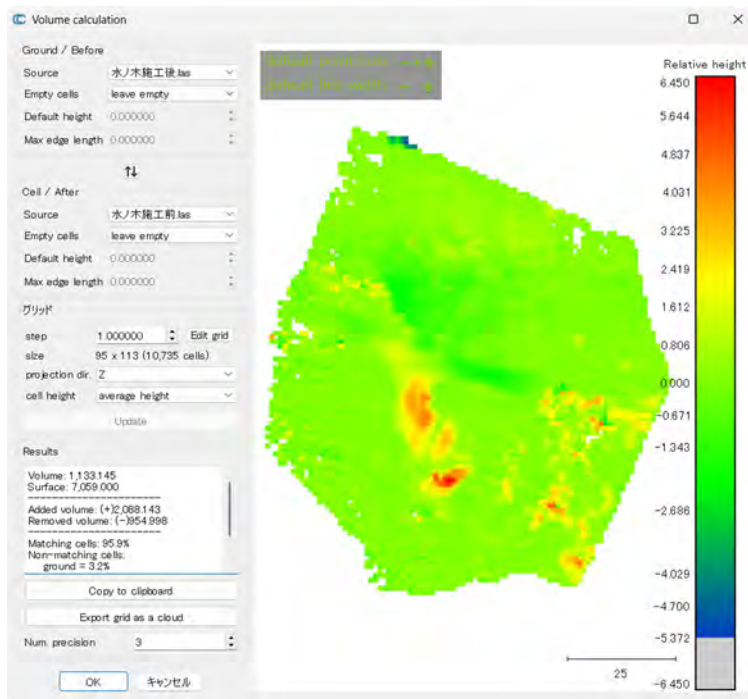 Volume calculation
Ground / Before
Source 水ノ木施工後.las
Empty cells leave empty
Default height 0.000000
Max edge length 0.000000
Ceil / After
Source 水ノ木施工前.las
Empty cells leave empty
Default height 0.000000
Max edge length 0.000000
グリッド
step 1.000000 Edit grid
size 95 x 113 (10,735 cells)
projection dir. Z
cell height average height
Update
Results
Volume: 1,133.145
Surface: 7,059.000
-----------------------
Added volume: (+)2,088.143
Removed volume: (-)954.998
-----------------------
Matching cells: 95.9%
Non-matching cells:
ground = 3.2%
Copy to clipboard
Export grid as a cloud
Num. precision 3
OK キャンセル
default point size - +
default line width - +
Relative height
6.450
5.644
4.837
4.031
3.225
2.419
1.612
0.806
0.000
-0.671
-1.343
-2.686
-4.029
-4.700
-5.372
-6.450
25